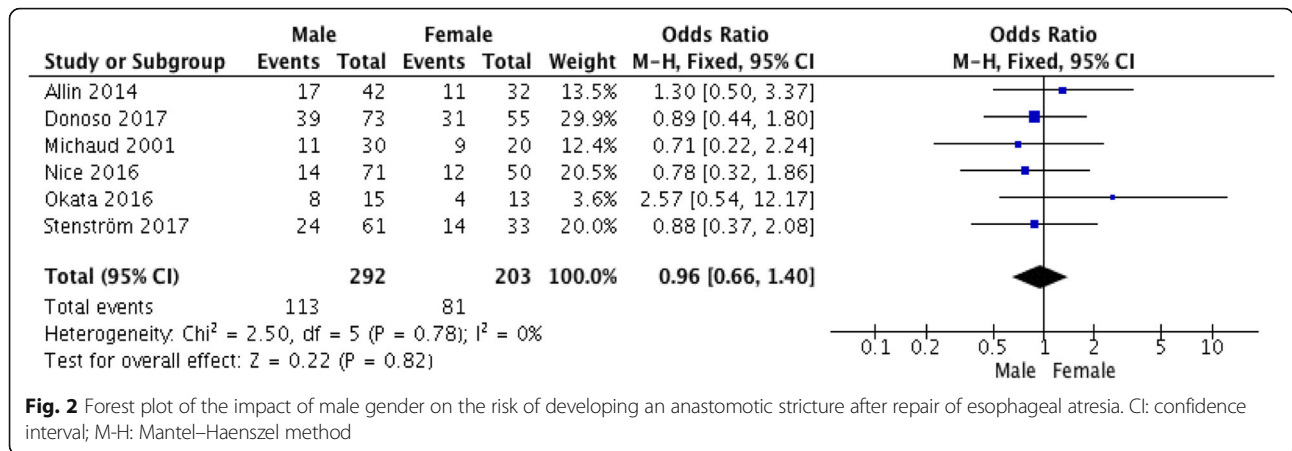 Male Female Odds Ratio Odds Ratio
Study or Subgroup Events Total Events Total Weight M-H, Fixed, 95% CI M-H, Fixed, 95% CI
Allin 2014 17 42 11 32 13.5% 1.30 [0.50, 3.37]
Donoso 2017 39 73 31 55 29.9% 0.89 [0.44, 1.80]
Michaud 2001 11 30 9 20 12.4% 0.71 [0.22, 2.24]
Nice 2016 14 71 12 50 20.5% 0.78 [0.32, 1.86]
Okata 2016 8 15 4 13 3.6% 2.57 [0.54, 12.17]
Stenström 2017 24 61 14 33 20.0% 0.88 [0.37, 2.08]
Total (95% CI) 292 203 100.0% 0.96 [0.66, 1.40]
Total events 113 81
Heterogeneity: Chi² = 2.50, df = 5 (P = 0.78); I² = 0%
Test for overall effect: Z = 0.22 (P = 0.82)
0.1 0.2 0.5 1 2 5 10
Male Female
Fig. 2 Forest plot of the impact of male gender on the risk of developing an anastomotic stricture after repair of esophageal atresia. CI: confidence
interval; M-H: Mantel–Haenszel method